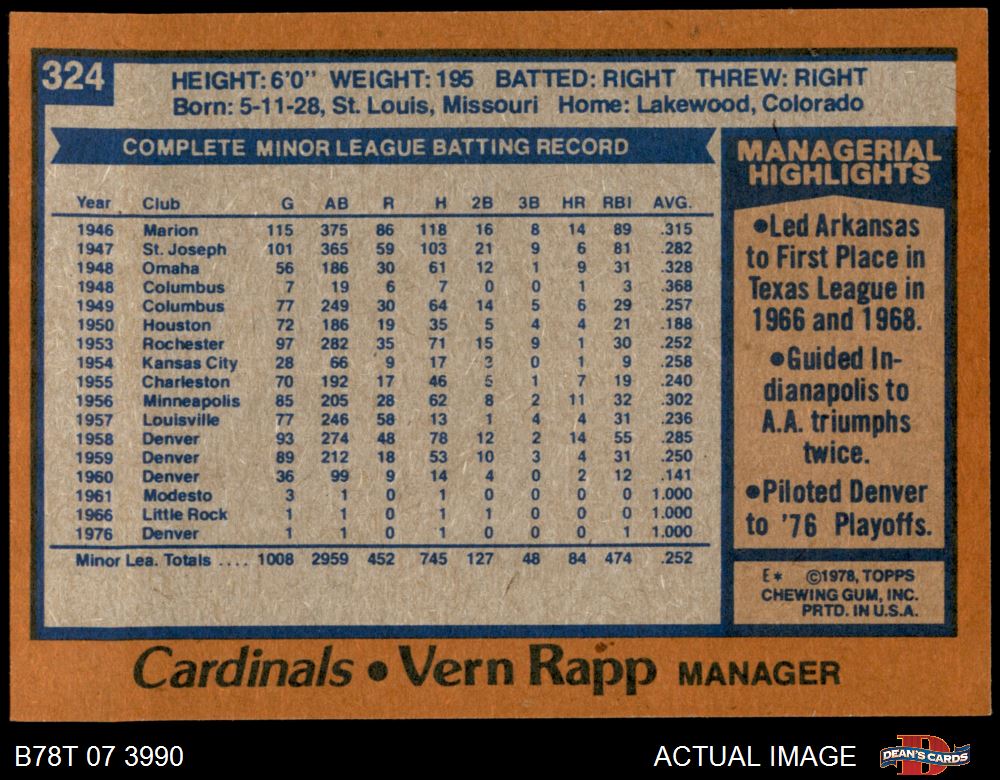 324
HEIGHT: 6'0" WEIGHT: 195 BATTED: RIGHT THREW: RIGHT
Born: 5-11-28, St. Louis, Missouri Home: Lakewood, Colorado
COMPLETE MINOR LEAGUE BATTING RECORD
Year Club G AB R H 2B 3B HR RBI AVG.
1946 Marion 115 375 86 118 16 8 14 89 .315
1947 St. Joseph 101 365 59 103 21 9 6 81 .282
1948 Omaha 56 186 30 61 12 1 9 31 .328
1948 Columbus 7 19 6 7 0 0 1 3 .368
1949 Columbus 77 249 30 64 14 5 6 29 .257
1950 Houston 72 186 19 35 5 4 4 21 .188
1953 Rochester 97 282 35 71 15 9 1 30 .252
1954 Kansas City 28 66 9 17 3 0 1 9 .258
1955 Charleston 70 192 17 46 5 1 7 19 .240
1956 Minneapolis 85 205 28 62 8 2 11 32 .302
1957 Louisville 77 246 58 13 1 4 4 31 .236
1958 Denver 93 274 48 78 12 2 14 55 .285
1959 Denver 89 212 18 53 10 3 4 31 .250
1960 Denver 36 99 9 14 4 0 2 12 .141
1961 Modesto 3 1 0 1 0 0 0 0 1.000
1966 Little Rock 1 1 0 1 1 0 0 0 1.000
1976 Denver 1 1 0 1 0 0 0 1 1.000
Minor Lea. Totals .... 1008 2959 452 745 127 48 84 474 .252
MANAGERIAL
HIGHLIGHTS
●Led Arkansas
to First Place in
Texas League in
1966 and 1968.
●Guided In-
dianapolis to
A.A. triumphs
twice.
●Piloted Denver
to '76 Playoffs.
E* ©1978, TOPPS
CHEWING GUM, INC.
PRTD. IN U.S.A.
Cardinals ● Vern Rapp MANAGER
B78T 07 3990
ACTUAL IMAGE
DEAN'S CARDS